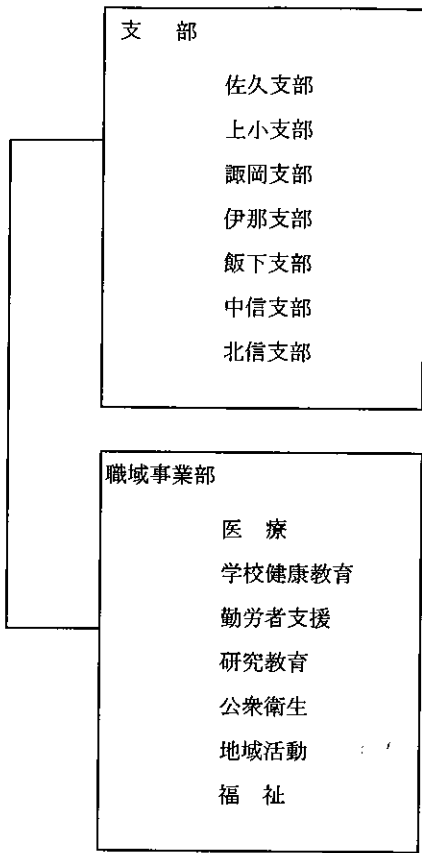 支　部
佐久支部
上小支部
諏岡支部
伊那支部
飯下支部
中信支部
北信支部
職域事業部
医　療
学校健康教育
勤労者支援
研究教育
公衆衛生
地域活動
福　祉